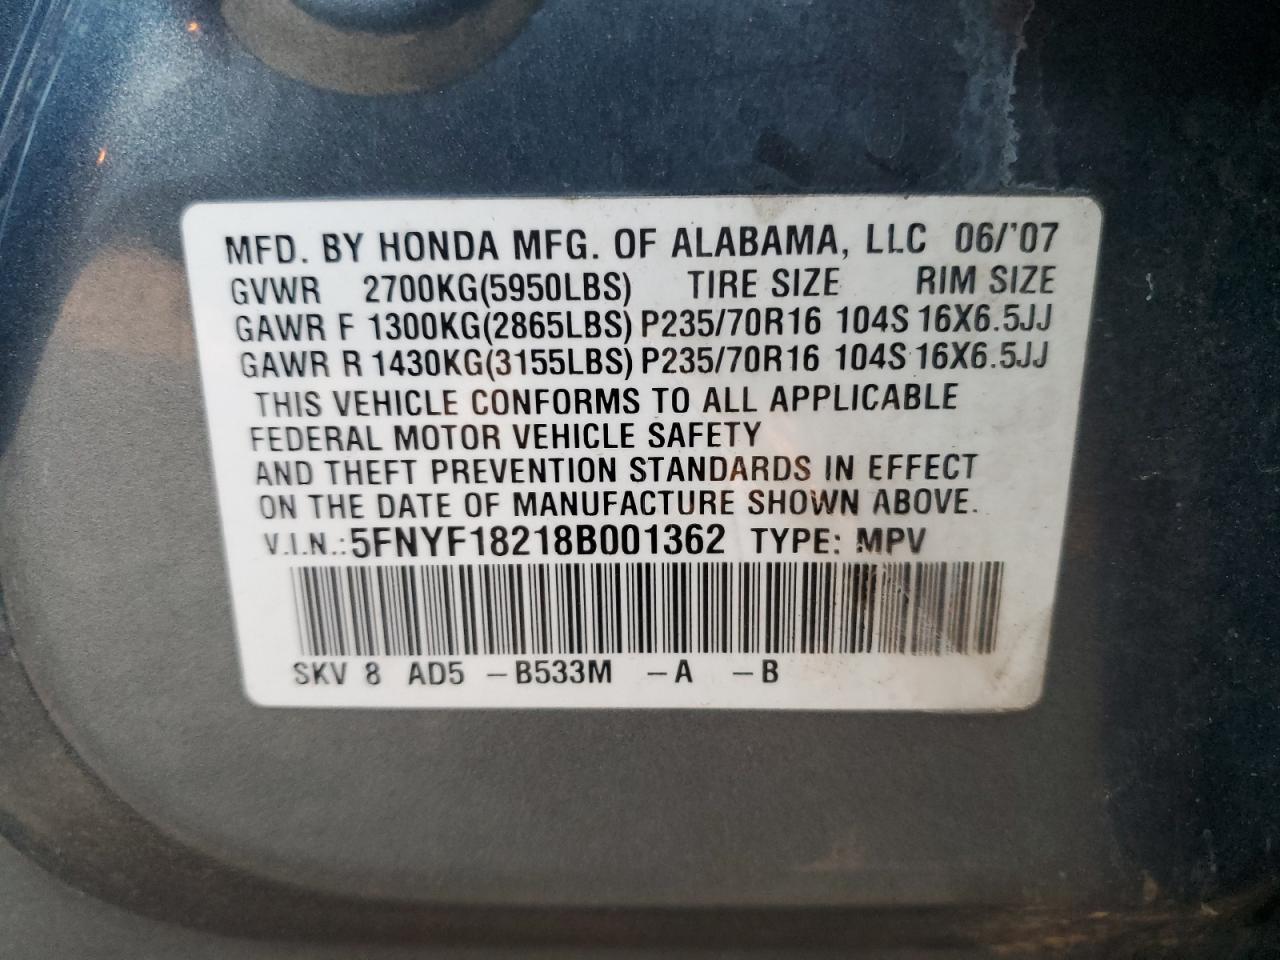 MFD. BY HONDA MFG. OF ALABAMA, LLC 06/'07
GVWR 2700KG(5950LBS) TIRE SIZE RIM SIZE
GAWR F 1300KG(2865LBS) P235/70R16 104S 16X6.5JJ
GAWR R 1430KG(3155LBS) P235/70R16 104S 16X6.5JJ
THIS VEHICLE CONFORMS TO ALL APPLICABLE
FEDERAL MOTOR VEHICLE SAFETY
AND THEFT PREVENTION STANDARDS IN EFFECT
ON THE DATE OF MANUFACTURE SHOWN ABOVE.
V.I.N.:5FNYF18218B001362 TYPE: MPV
SKV 8 AD5 -B533M -A -B